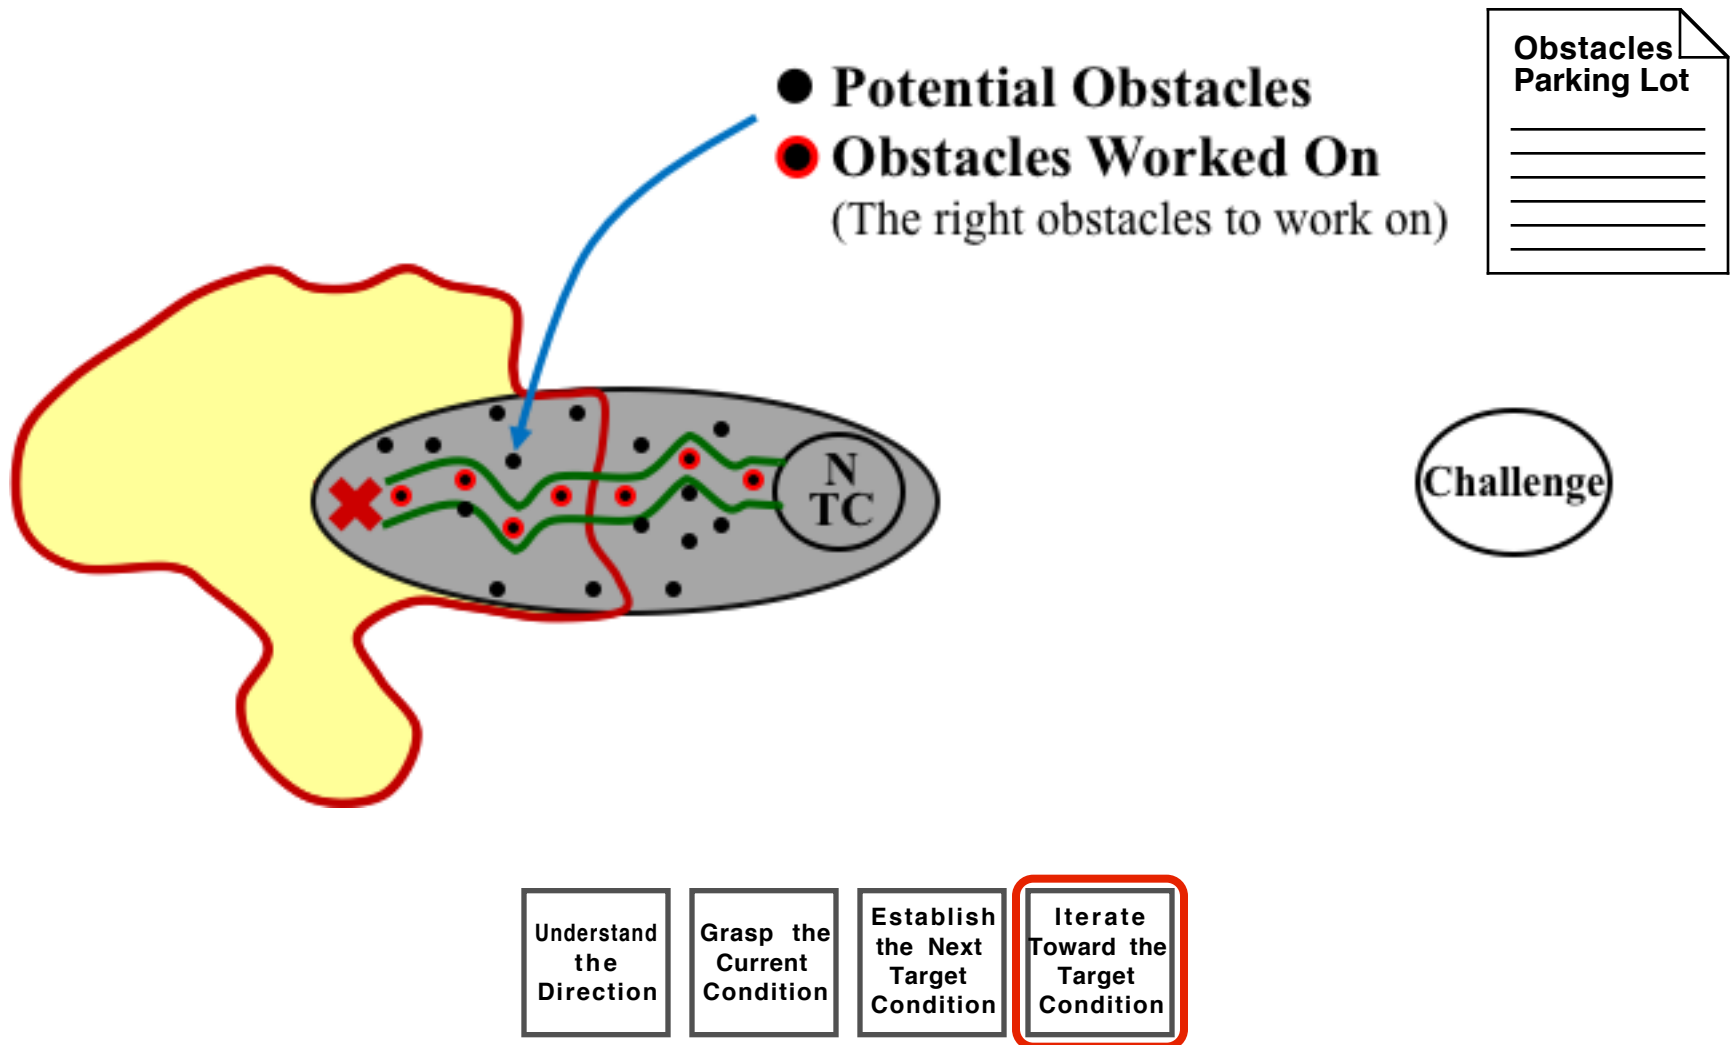 Potential Obstacles
Obstacles Worked On
(The right obstacles to work on)
Obstacles
Parking Lot
N
TC
Challenge
Understand
the
Direction
Grasp the
Current
Condition
Establish
the Next
Target
Condition
Iterate
Toward the
Target
Condition